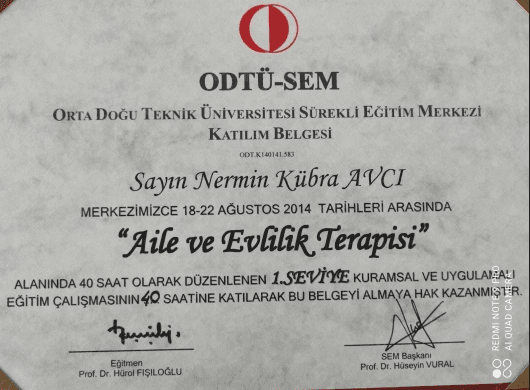 ODTÜ-SEM
ORTA DOĞU TEKNİK ÜNİVERSİTESİ SÜREKLİ EĞİTİM MERKEZİ
KATILIM BELGESİ
ODT.K140141.583
Sayın Nermin Kübra AVCI
MERKEZİMİZCE 18-22 AĞUSTOS 2014 TARİHLERİ ARASINDA
"Aile ve Evlilik Terapisi"
ALANINDA 40 SAAT OLARAK DÜZENLENEN 1.SEVİYE KURAMSAL VE UYGULAMALI
EĞİTİM ÇALIŞMASININ 40 SAATİNE KATILARAK BU BELGEYİ ALMAYA HAK KAZANMIŞTIR.
Eğitmen
Prof. Dr. Hürol FIŞILOĞLU
SEM Başkanı
Prof. Dr. Hüseyin VURAL
REDMI NOTE 8 PRO
AI QUAD CAMERA